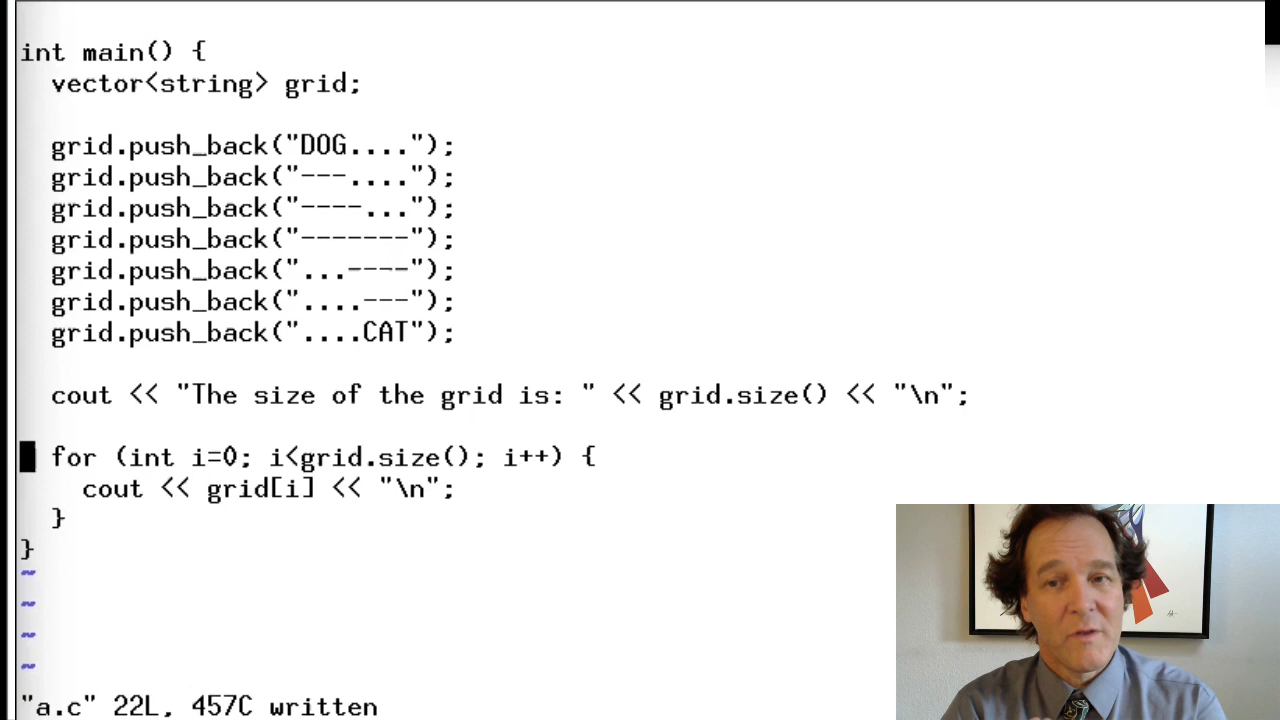 int main() {
  vector<string> grid;
  grid.push_back("DOG....");
  grid.push_back("---....");
  grid.push_back("----...");
  grid.push_back("-------");
  grid.push_back("...----");
  grid.push_back("....---");
  grid.push_back("....CAT");
  cout << "The size of the grid is: " << grid.size() << "\n";
  for (int i=0; i<grid.size(); i++) {
    cout << grid[i] << "\n";
  }
}
~
~
~
~
"a.c" 22L, 457C written